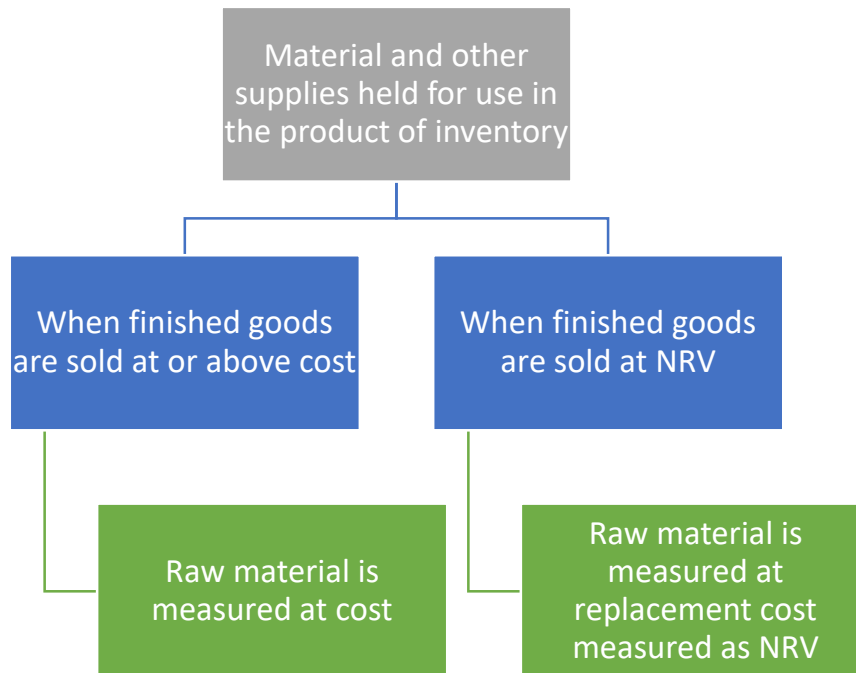 Material and other
supplies held for use in
the product of inventory
When finished goods
are sold at or above cost
When finished goods
are sold at NRV
Raw material is
measured at cost
Raw material is
measured at
replacement cost
measured as NRV